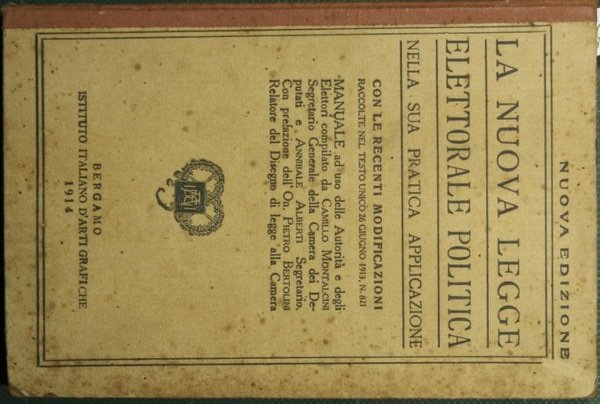 NUOVA EDIZIONE
LA NUOVA LEGGE
ELETTORALE POLITICA
NELLA SUA PRATICA APPLICAZIONE
CON LE RECENTI MODIFICAZIONI
RACCOLTE NEL TESTO UNICO 26 GIUGNO 1913, N. 821
MANUALE ad uso delle Autorità e degli
Elettori compilato da CAMILLO MONTALCINI
Segretario Generale della Camera dei De-
putati e ANNIBALE ALBERTI Segretario.
Con prefazione dell'On. PIETRO BERTOLINI
Relatore del Disegno di legge alla Camera
BERGAMO
ISTITUTO ITALIANO D'ARTI GRAFICHE
1914